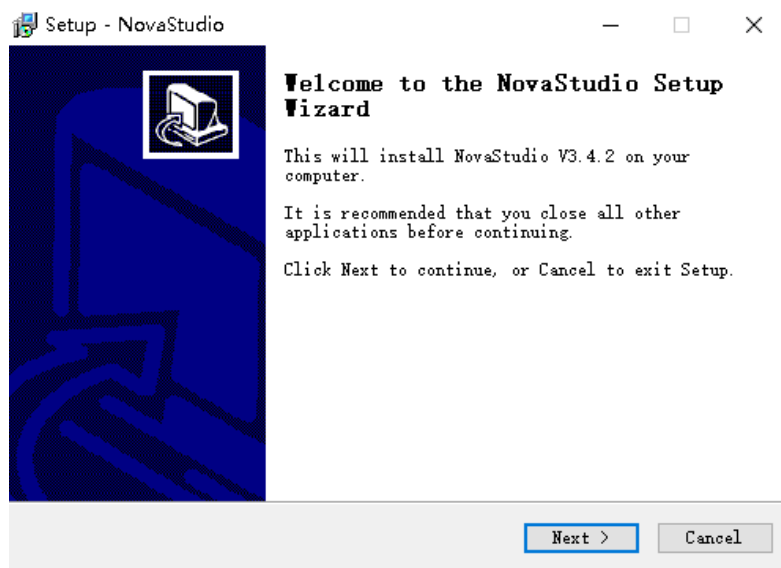 Setup - NovaStudio
Welcome to the NovaStudio Setup
Wizard
This will install NovaStudio V3.4.2 on your
computer.
It is recommended that you close all other
applications before continuing.
Click Next to continue, or Cancel to exit Setup.
Next >
Cancel